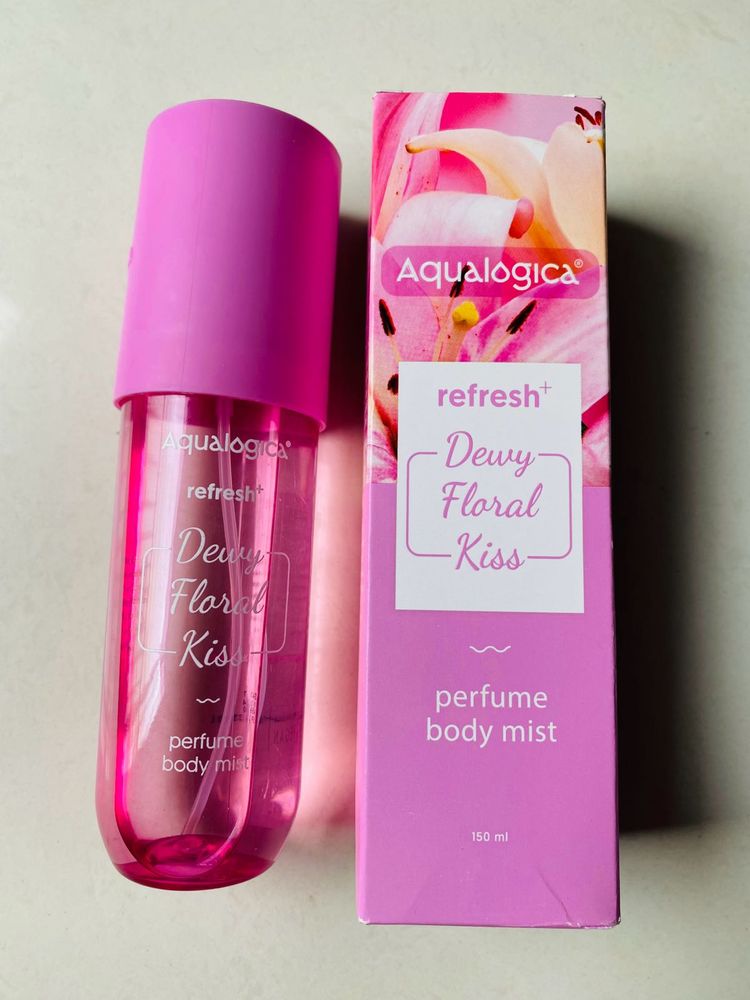 Aqualogica®
refresh+
Dewy
Floral
Kiss
perfume
body mist
Aqualogica®
refresh+
Dewy
Floral
Kiss
perfume
body mist
150 ml